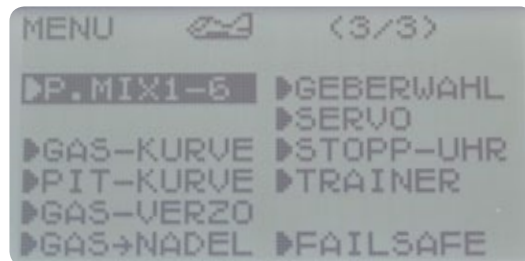 MENU (3/3)
P.MIX1-6
GEBERWAHL
SERVO
GAS-KURVE
STOPP-UHR
PIT-KURVE
TRAINER
GAS-VERZO
GAS→NADEL
FAILSAFE